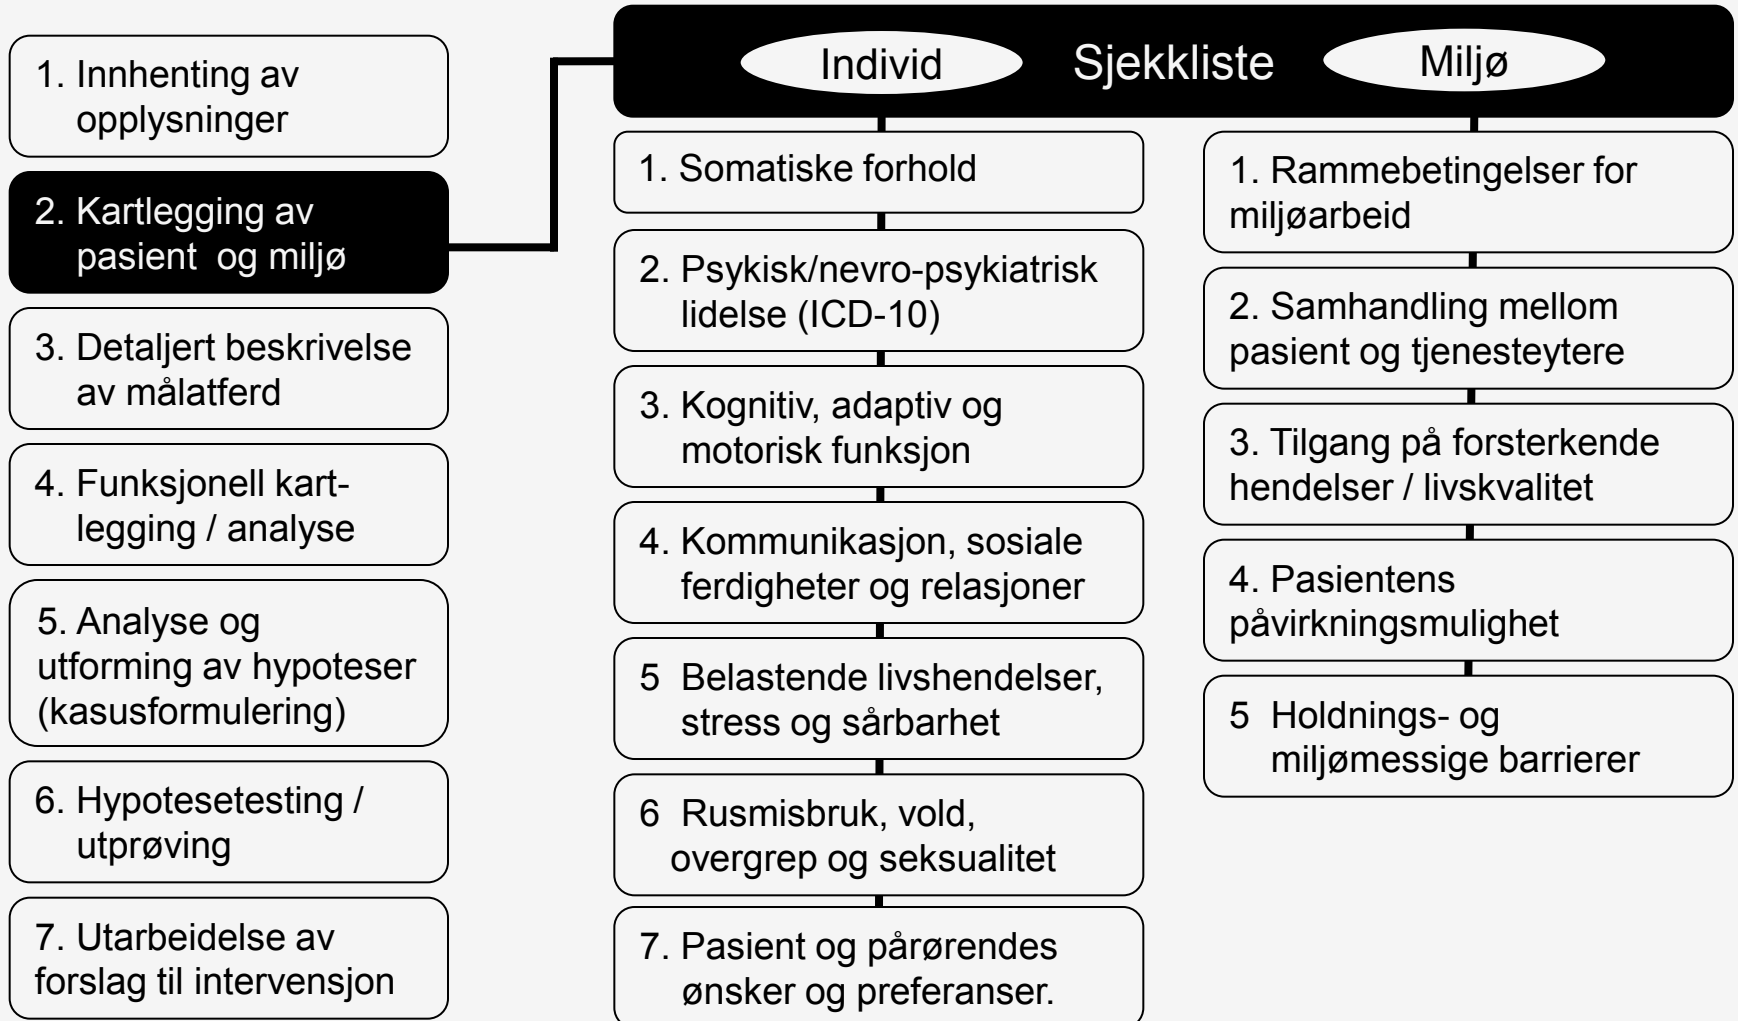 1. Innhenting av
opplysninger
2. Kartlegging av
pasient og miljø
3. Detaljert beskrivelse
av målatferd
4. Funksjonell kart-
legging / analyse
5. Analyse og
utforming av hypoteser
(kasusformulering)
6. Hypotesetesting /
utprøving
7. Utarbeidelse av
forslag til intervensjon
Individ Sjekkliste Miljø
1. Somatiske forhold
2. Psykisk/nevro-psykiatrisk
lidelse (ICD-10)
3. Kognitiv, adaptiv og
motorisk funksjon
4. Kommunikasjon, sosiale
ferdigheter og relasjoner
5 Belastende livshendelser,
stress og sårbarhet
6 Rusmisbruk, vold,
overgrep og seksualitet
7. Pasient og pårørendes
ønsker og preferanser.
1. Rammebetingelser for
miljøarbeid
2. Samhandling mellom
pasient og tjenesteytere
3. Tilgang på forsterkende
hendelser / livskvalitet
4. Pasientens
påvirkningsmulighet
5 Holdnings- og
miljømessige barrierer